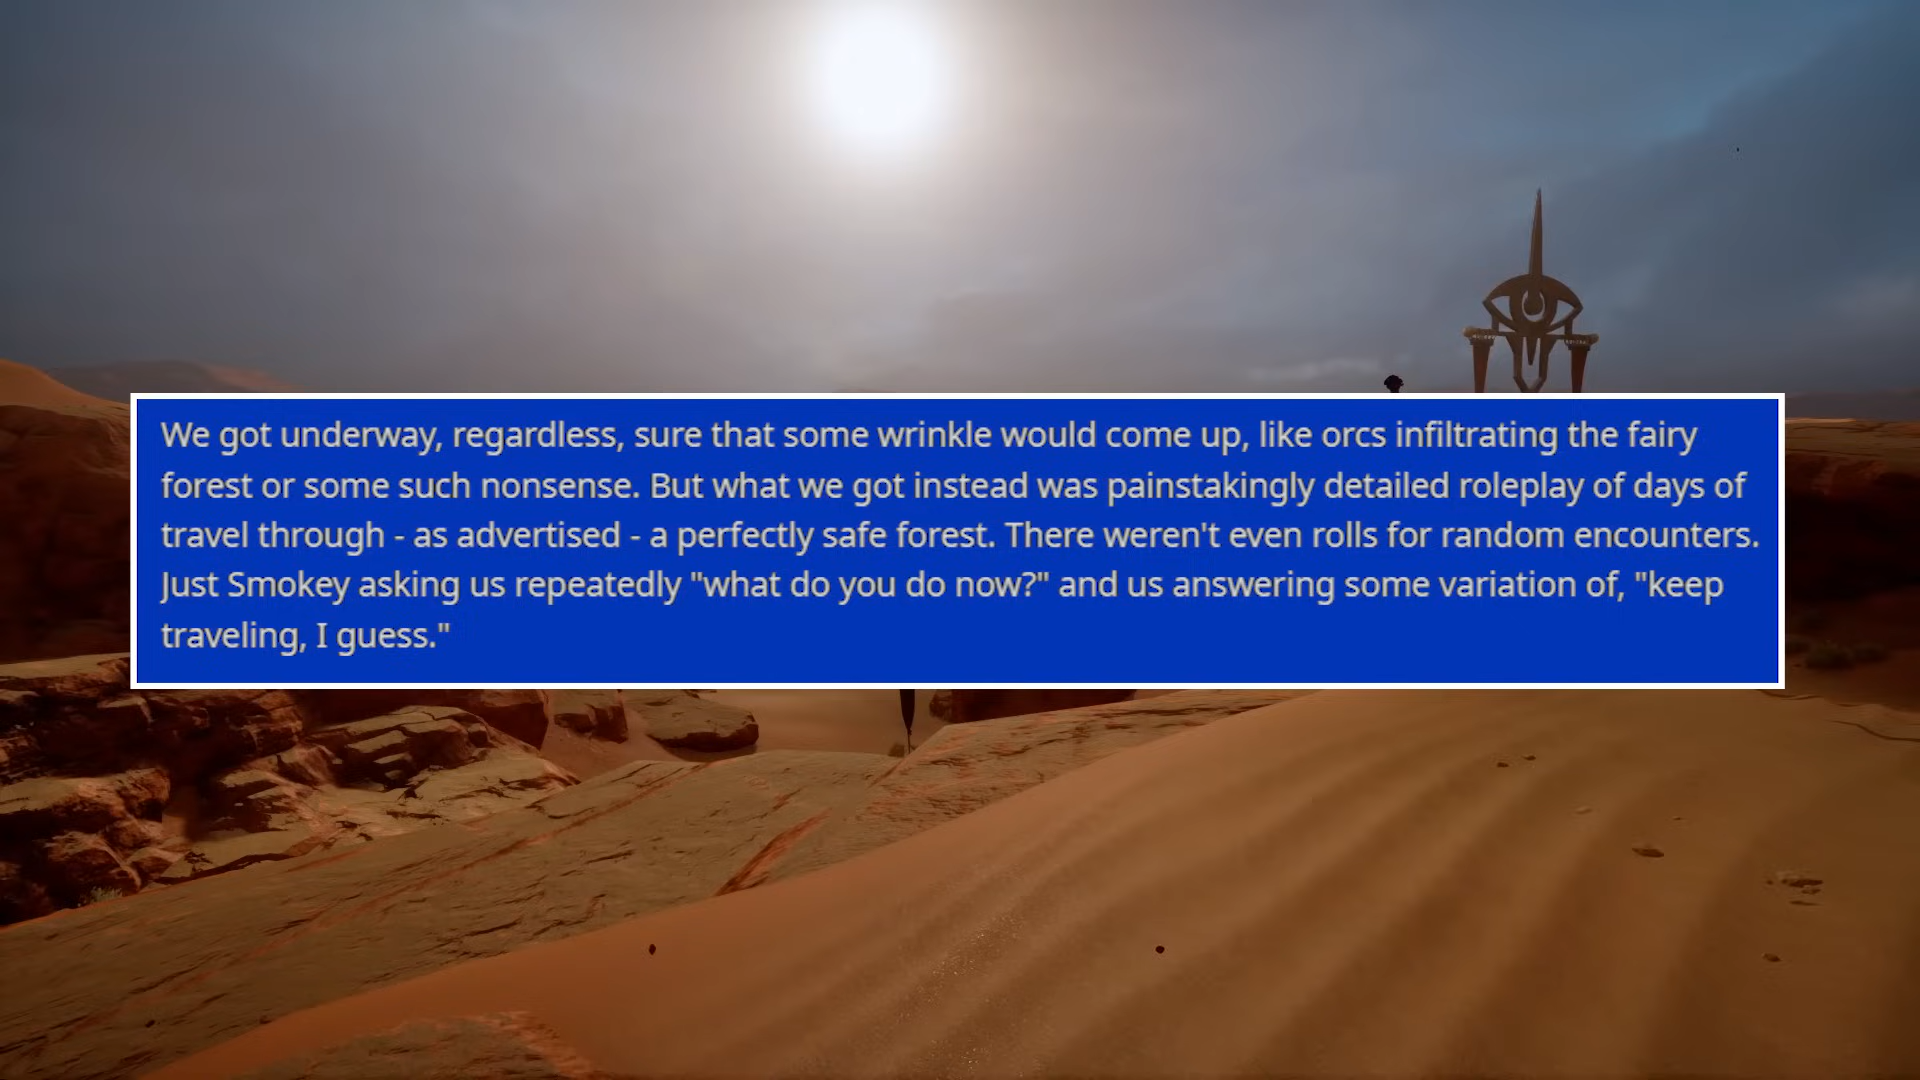 We got underway, regardless, sure that some wrinkle would come up, like orcs infiltrating the fairy
forest or some such nonsense. But what we got instead was painstakingly detailed roleplay of days of
travel through - as advertised - a perfectly safe forest. There weren't even rolls for random encounters.
Just Smokey asking us repeatedly "what do you do now?" and us answering some variation of, "keep
traveling, I guess."